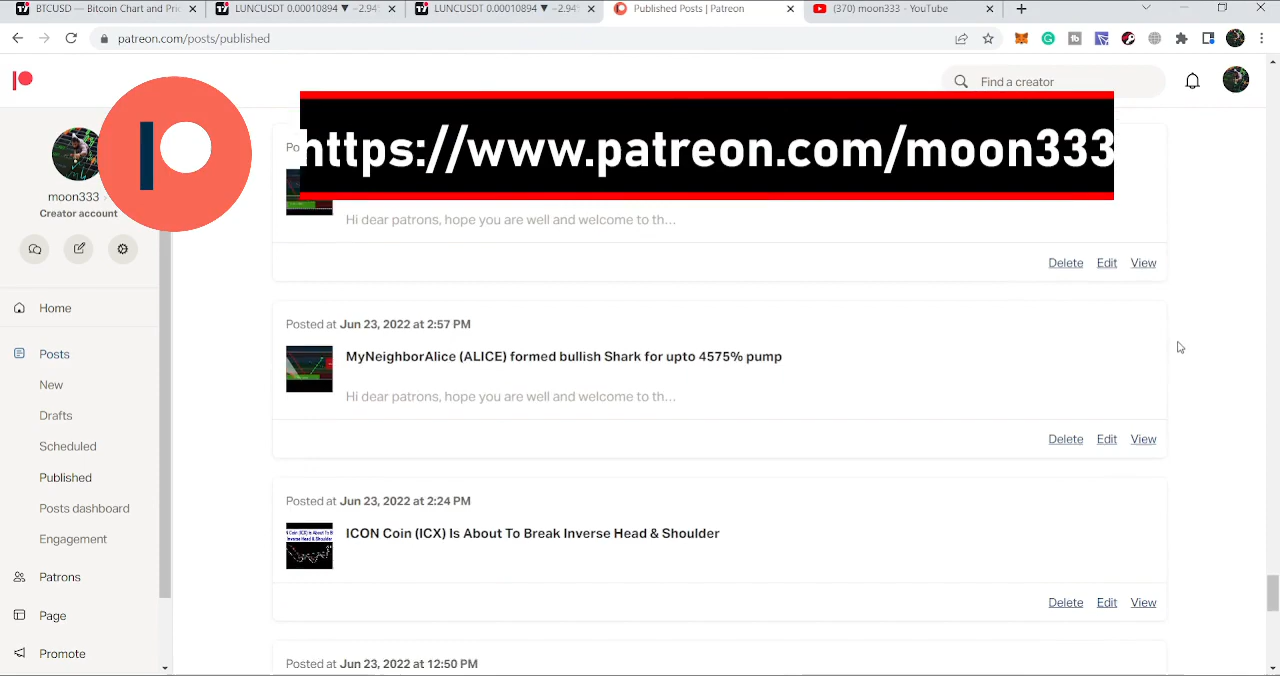 BTCUSD — Bitcoin Chart and Pric
LUNCUSDT 0.00010894 ▼ −2.94%
LUNCUSDT 0.00010894 ▼ −2.94%
Published Posts | Patreon
(370) moon333 - YouTube
patreon.com/posts/published
Find a creator
https://www.patreon.com/moon333
moon333
Creator account
Home
Posts
New
Drafts
Scheduled
Published
Posts dashboard
Engagement
Patrons
Page
Promote
Po
Hi dear patrons, hope you are well and welcome to th…
Delete Edit View
Posted at Jun 23, 2022 at 2:57 PM
MyNeighborAlice (ALICE) formed bullish Shark for upto 4575% pump
Hi dear patrons, hope you are well and welcome to th…
Delete Edit View
Posted at Jun 23, 2022 at 2:24 PM
ICON Coin (ICX) Is About To Break Inverse Head & Shoulder
Delete Edit View
Posted at Jun 23, 2022 at 12:50 PM